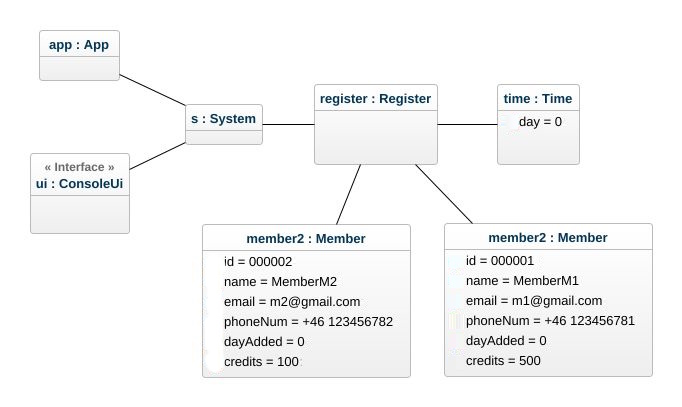 app : App
s : System
« Interface »
ui : ConsoleUi
register : Register
time : Time
day = 0
member2 : Member
id = 000002
name = MemberM2
email = m2@gmail.com
phoneNum = +46 123456782
dayAdded = 0
credits = 100
member2 : Member
id = 000001
name = MemberM1
email = m1@gmail.com
phoneNum = +46 123456781
dayAdded = 0
credits = 500